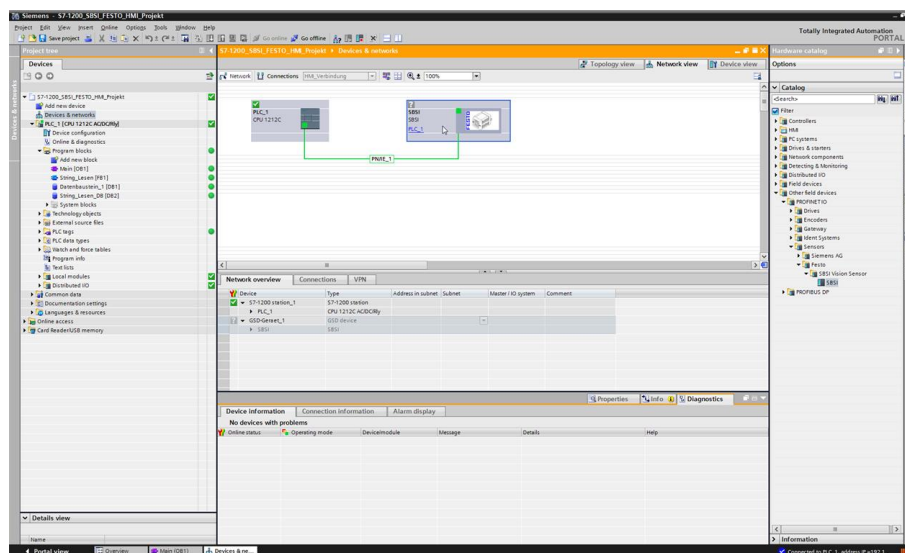 Siemens - S7-1200_SBSI_FESTO_HMI_Projekt
Project Edit View Insert Online Options Tools Window Help
Save project
Go online Go offline
Totally Integrated Automation
PORTAL
Project tree
S7-1200_SBSI_FESTO_HMI_Projekt Devices & networks
Hardware catalog
Devices
Topology view Network view Device view
Options
Network Connections HMI_Verbindung 100%
Devices & networks
S7-1200_SBSI_FESTO_HMI_Projekt
Add new device
Devices & networks
PLC_1 [CPU 1212C AC/DC/Rly]
Device configuration
Online & diagnostics
Program blocks
Add new block
Main [OB1]
String_Lesen [FB1]
Datenbaustein_1 [DB1]
String_Lesen_DB [DB2]
System blocks
Technology objects
External source files
PLC tags
PLC data types
Watch and force tables
Program info
Text lists
Local modules
Distributed I/O
Common data
Documentation settings
Languages & resources
Online access
Card Reader/USB memory
Details view
Name
PLC_1
CPU 1212C
SBSI
SBSI
PLC_1
FESTO
PN/IE_1
Network overview Connections VPN
Device Type Address in subnet Subnet Master / IO system Comment
S7-1200 station_1 S7-1200 station
PLC_1 CPU 1212C AC/DC/Rly
GSD-Geraet_1 GSD device
SBSI SBSI
Properties Info Diagnostics
Device information Connection information Alarm display
No devices with problems
Online status Operating mode Device/module Message Details Help
Catalog
<Search>
Filter
Controllers
HMI
PC systems
Drives & starters
Network components
Detecting & Monitoring
Distributed I/O
Field devices
Other field devices
PROFINET IO
Drives
Encoders
Gateway
Ident Systems
Sensors
Siemens AG
Festo
SBSI Vision Sensor
SBSI
PROFIBUS DP
Information
Portal view Overview Main (OB1) Devices & ne...
Connected to PLC_1, address IP=192.1